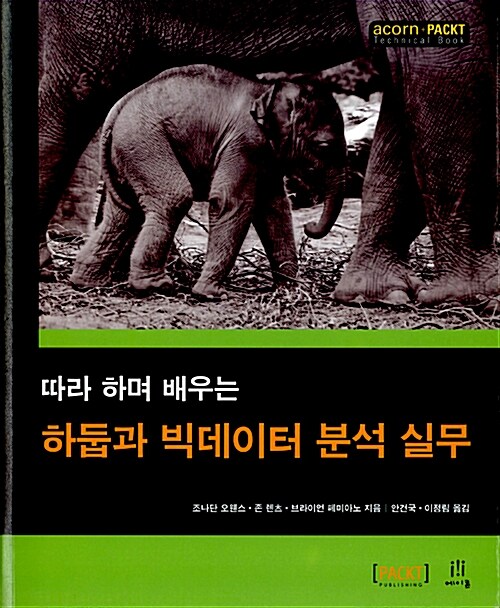 acorn+PACKT
Technical Book
따라 하며 배우는
하둡과 빅데이터 분석 실무
조나단 오웬스 • 존 렌츠 • 브라이언 페미아노 지음 | 안건국 • 이정림 옮김
[PACKT]
PUBLISHING
에이콘